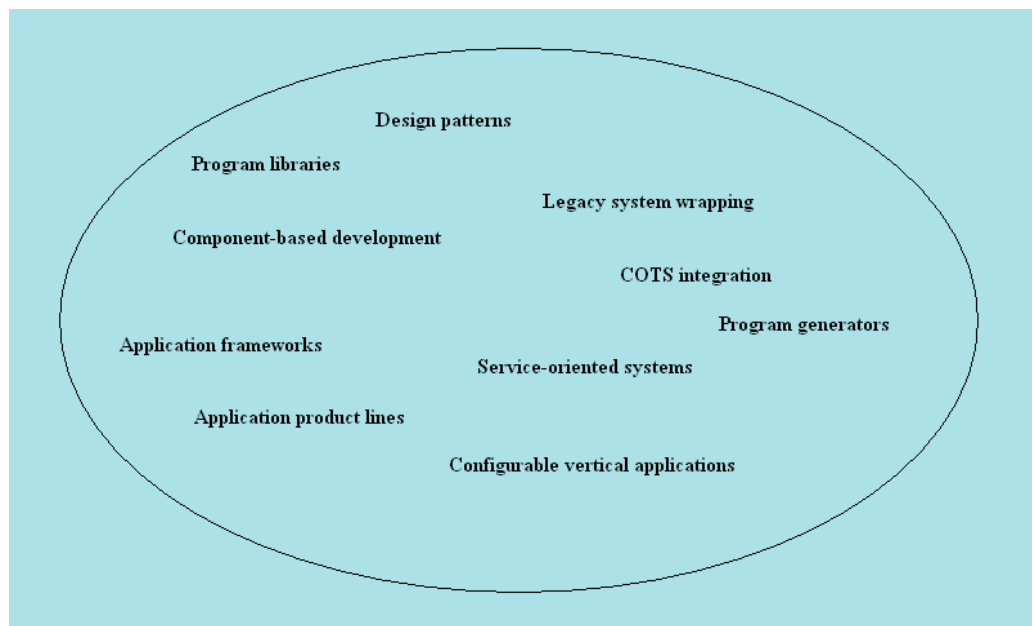 Design patterns
Program libraries
Legacy system wrapping
Component-based development
COTS integration
Program generators
Application frameworks
Service-oriented systems
Application product lines
Configurable vertical applications